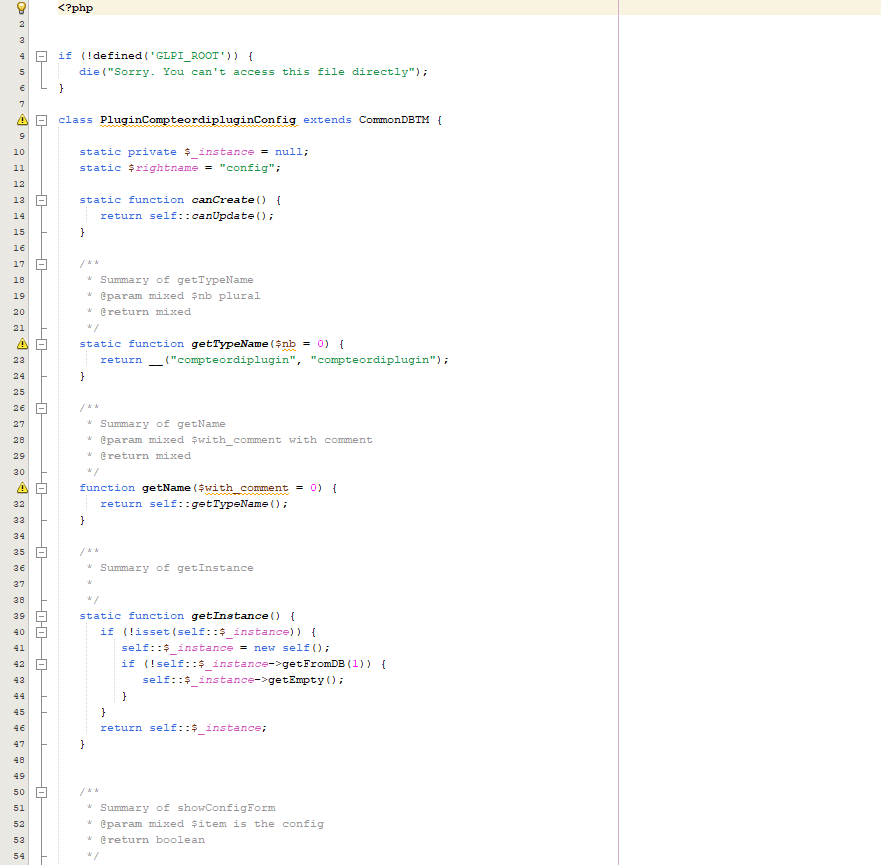 <?php
2
3
4 if (!defined('GLPI_ROOT')) {
5 die("Sorry. You can't access this file directly");
6 }
7
class PluginCompteordipluginConfig extends CommonDBTM {
9
10 static private $_instance = null;
11 static $rightname = "config";
12
13 static function canCreate() {
14 return self::canUpdate();
15 }
16
17 /**
18 * Summary of getTypeName
19 * @param mixed $nb plural
20 * @return mixed
21 */
static function getTypeName($nb = 0) {
23 return __("compteordiplugin", "compteordiplugin");
24 }
25
26 /**
27 * Summary of getName
28 * @param mixed $with_comment with comment
29 * @return mixed
30 */
function getName($with_comment = 0) {
32 return self::getTypeName();
33 }
34
35 /**
36 * Summary of getInstance
37 *
38 */
39 static function getInstance() {
40 if (!isset(self::$_instance)) {
41 self::$_instance = new self();
42 if (!self::$_instance->getFromDB(1)) {
43 self::$_instance->getEmpty();
44 }
45 }
46 return self::$_instance;
47 }
48
49
50 /**
51 * Summary of showConfigForm
52 * @param mixed $item is the config
53 * @return boolean
54 */